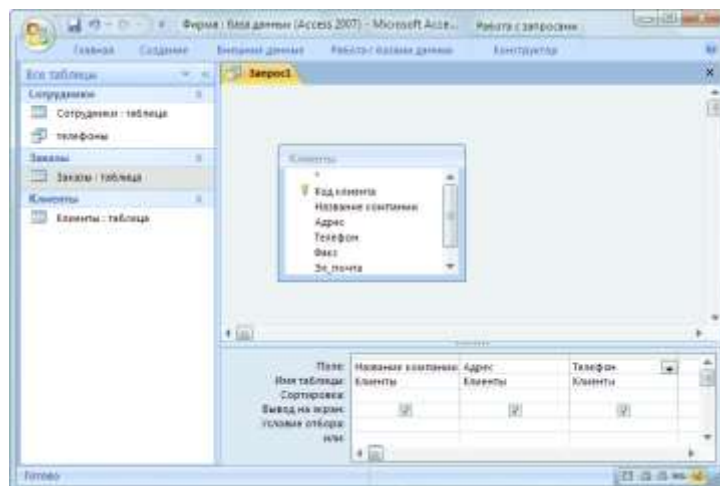 Фирма : база данных (Access 2007) - Microsoft Acce...
Работа с запросами
Главная Создание Внешние данные Работа с базами данных Конструктор
Все таблицы
Запрос1
Сотрудники
Сотрудники : таблица
телефоны
Заказы
Заказы : таблица
Клиенты
Клиенты : таблица
Клиенты
*
Код клиента
Название компании
Адрес
Телефон
Факс
Эл_почта
Поле: Название компании Адрес Телефон
Имя таблицы: Клиенты Клиенты Клиенты
Сортировка:
Вывод на экран:
Условие отбора:
или:
Готово